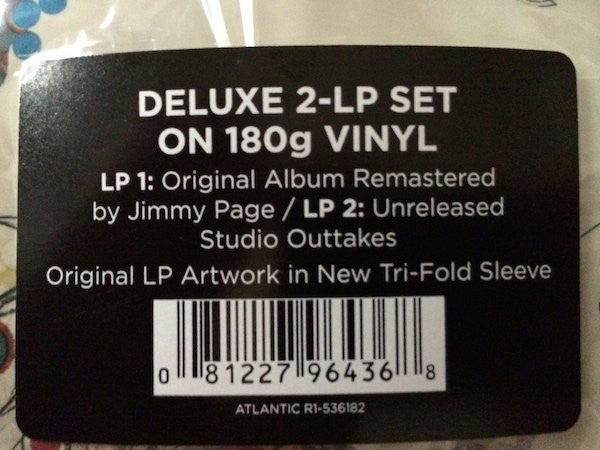 DELUXE 2-LP SET
ON 180g VINYL
LP 1: Original Album Remastered
by Jimmy Page / LP 2: Unreleased
Studio Outtakes
Original LP Artwork in New Tri-Fold Sleeve
0 81227 96436 8
ATLANTIC R1-536182